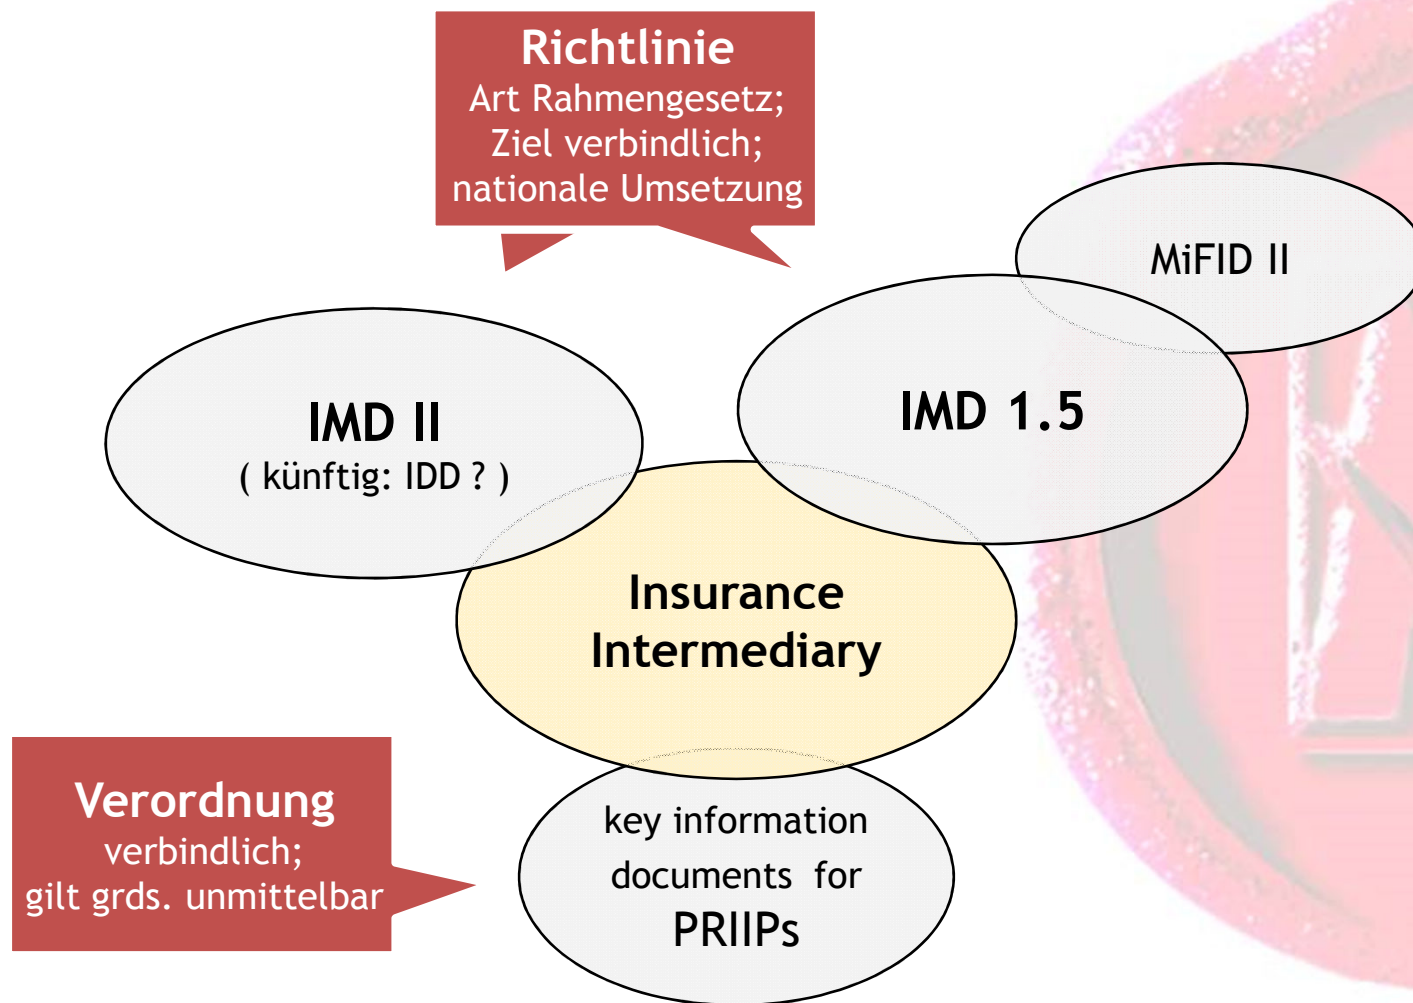 Richtlinie
Art Rahmengesetz;
Ziel verbindlich;
nationale Umsetzung
MiFID II
IMD 1.5
IMD II
( künftig: IDD ? )
Insurance
Intermediary
Verordnung
verbindlich;
gilt grds. unmittelbar
key information
documents for
PRIIPs